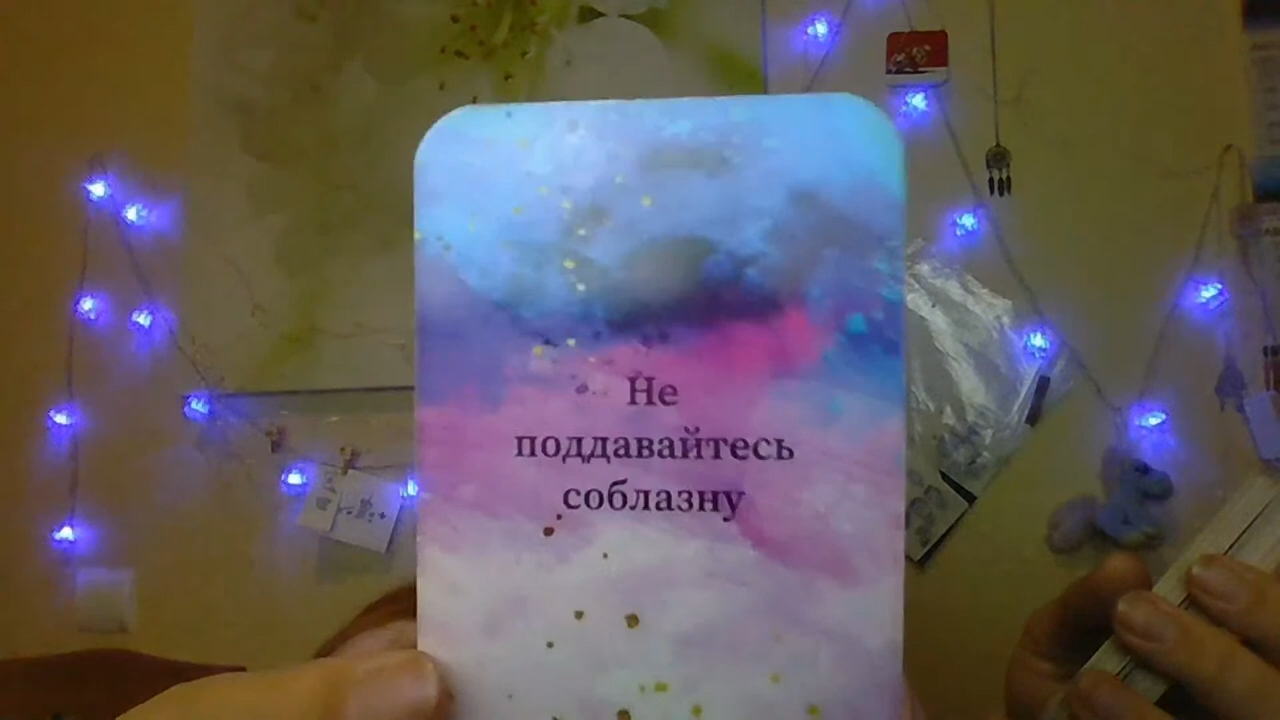 Не
поддавайтесь
соблазну